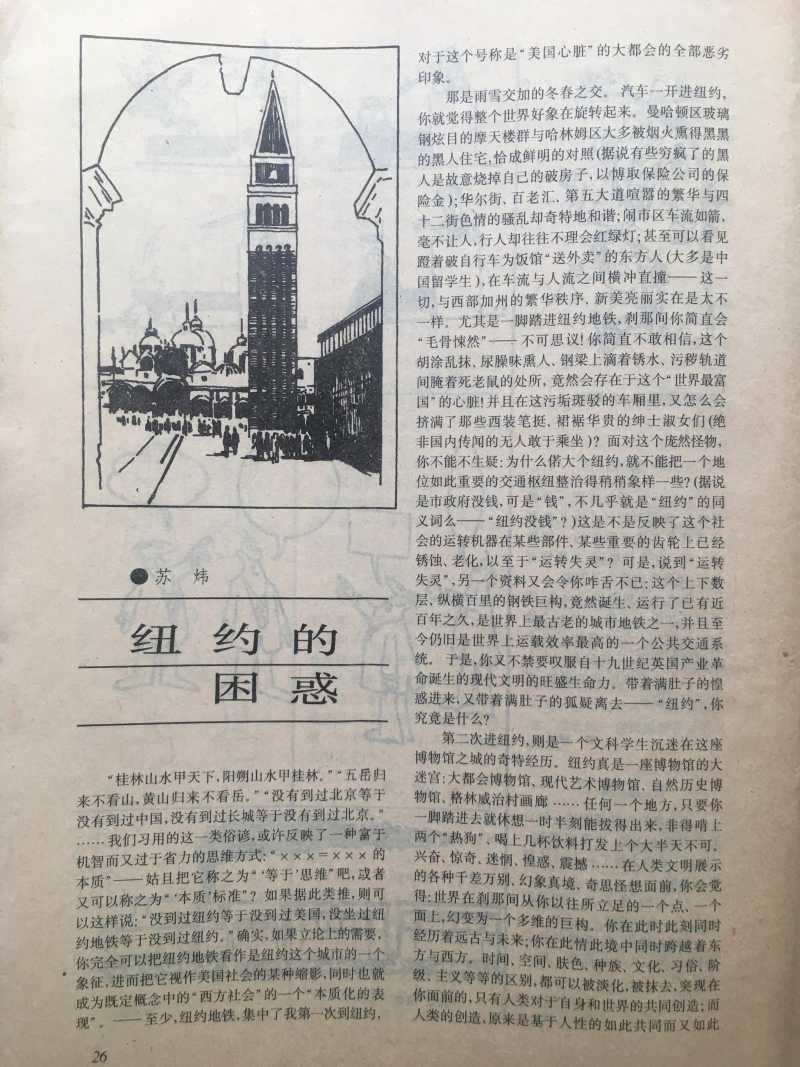 ●苏 炜
纽约的
困惑
“桂林山水甲天下，阳朔山水甲桂林。”“五岳归
来不看山，黄山归来不看岳。”“没有到过北京等于
没有到过中国，没有到过长城等于没有到过北京。”
……我们习用的这一类俗谚，或许反映了一种富于
机智而又过于省力的思维方式：“×××＝×××的
本质”——姑且把它称之为“‘等于’思维”吧，或者
又可以称之为“‘本质’标准”？如果据此类推，则可
以这样说：“没到过纽约等于没到过美国，没坐过纽
约地铁等于没到过纽约。”确实，如果立论上的需要，
你完全可以把纽约地铁看作是纽约这个城市的一个
象征，进而把它视作美国社会的某种缩影，同时也就
成为既定概念中的“西方社会”的一个“本质化的表
现”。——至少，纽约地铁，集中了我第一次到纽约，
对于这个号称是“美国心脏”的大都会的全部恶劣
印象。
那是雨雪交加的冬春之交。汽车一开进纽约，
你就觉得整个世界好象在旋转起来。曼哈顿区玻璃
钢炫目的摩天楼群与哈林姆区大多被烟火熏得黑黑
的黑人住宅，恰成鲜明的对照（据说有些穷疯了的黑
人是故意烧掉自己的破房子，以博取保险公司的保
险金）；华尔街、百老汇、第五大道喧嚣的繁华与四
十二街色情的骚乱却奇特地和谐；闹市区车流如箭，
毫不让人，行人却往往不理会红绿灯；甚至可以看见
蹬着破自行车为饭馆“送外卖”的东方人（大多是中
国留学生），在车流与人流之间横冲直撞——这一
切，与西部加州的繁华秩序、新美亮丽实在是太不
一样。尤其是一脚踏进纽约地铁，刹那间你简直会
“毛骨悚然”——不可思议！你简直不敢相信，这个
胡涂乱抹、尿臊味熏人、钢梁上滴着锈水、污秽轨道
间腌着死老鼠的处所，竟然会存在于这个“世界最富
国”的心脏！并且在这污垢斑驳的车厢里，又怎么会
挤满了那些西装笔挺、裙裾华贵的绅士淑女们（绝
非国内传闻的无人敢于乘坐）？面对这个庞然怪物，
你不能不生疑：为什么偌大个纽约，就不能把一个地
位如此重要的交通枢纽整治得稍稍象样一些？（据说
是市政府没钱，可是“钱”，不几乎就是“纽约”的同
义词么——“纽约没钱”？）这是不是反映了这个社
会的运转机器在某些部件、某些重要的齿轮上已经
锈蚀、老化，以至于“运转失灵”？可是，说到“运转
失灵”，另一个资料又会令你咋舌不已：这个上下数
层、纵横百里的钢铁巨构，竟然诞生、运行了已有近
百年之久，是世界上最古老的城市地铁之一，并且至
今仍旧是世界上运载效率最高的一个公共交通系
统。于是，你又不禁要叹服自十九世纪英国产业革
命诞生的现代文明的旺盛生命力。带着满肚子的惶
惑进来，又带着满肚子的狐疑离去——“纽约”，你
究竟是什么？
第二次进纽约，则是一个文科学生沉迷在这座
博物馆之城的奇特经历。纽约真是一座博物馆的大
迷宫：大都会博物馆、现代艺术博物馆、自然历史博
物馆、格林威治村画廊……任何一个地方，只要你
一脚踏进去就休想一时半刻能拔得出来，非得啃上
两个“热狗”、喝上几杯饮料打发上个大半天不可。
兴奋、惊奇、迷惘、惶惑、震撼……在人类文明展示
的各种千差万别、幻象真境、奇思怪想面前，你会觉
得：世界在刹那间从你以往所立足的一个点、一个
面上，幻变为一个多维的巨构。你在此时此刻同时
经历着远古与未来；你在此情此境中同时跨越着东
方与西方。时间、空间、肤色、种族、文化、习俗、阶
级、主义等等的区别，都可以被淡化，被抹去，突现在
你面前的，只有人类对于自身和世界的共同创造；而
人类的创造，原来是基于人性的如此共同而又如此
26